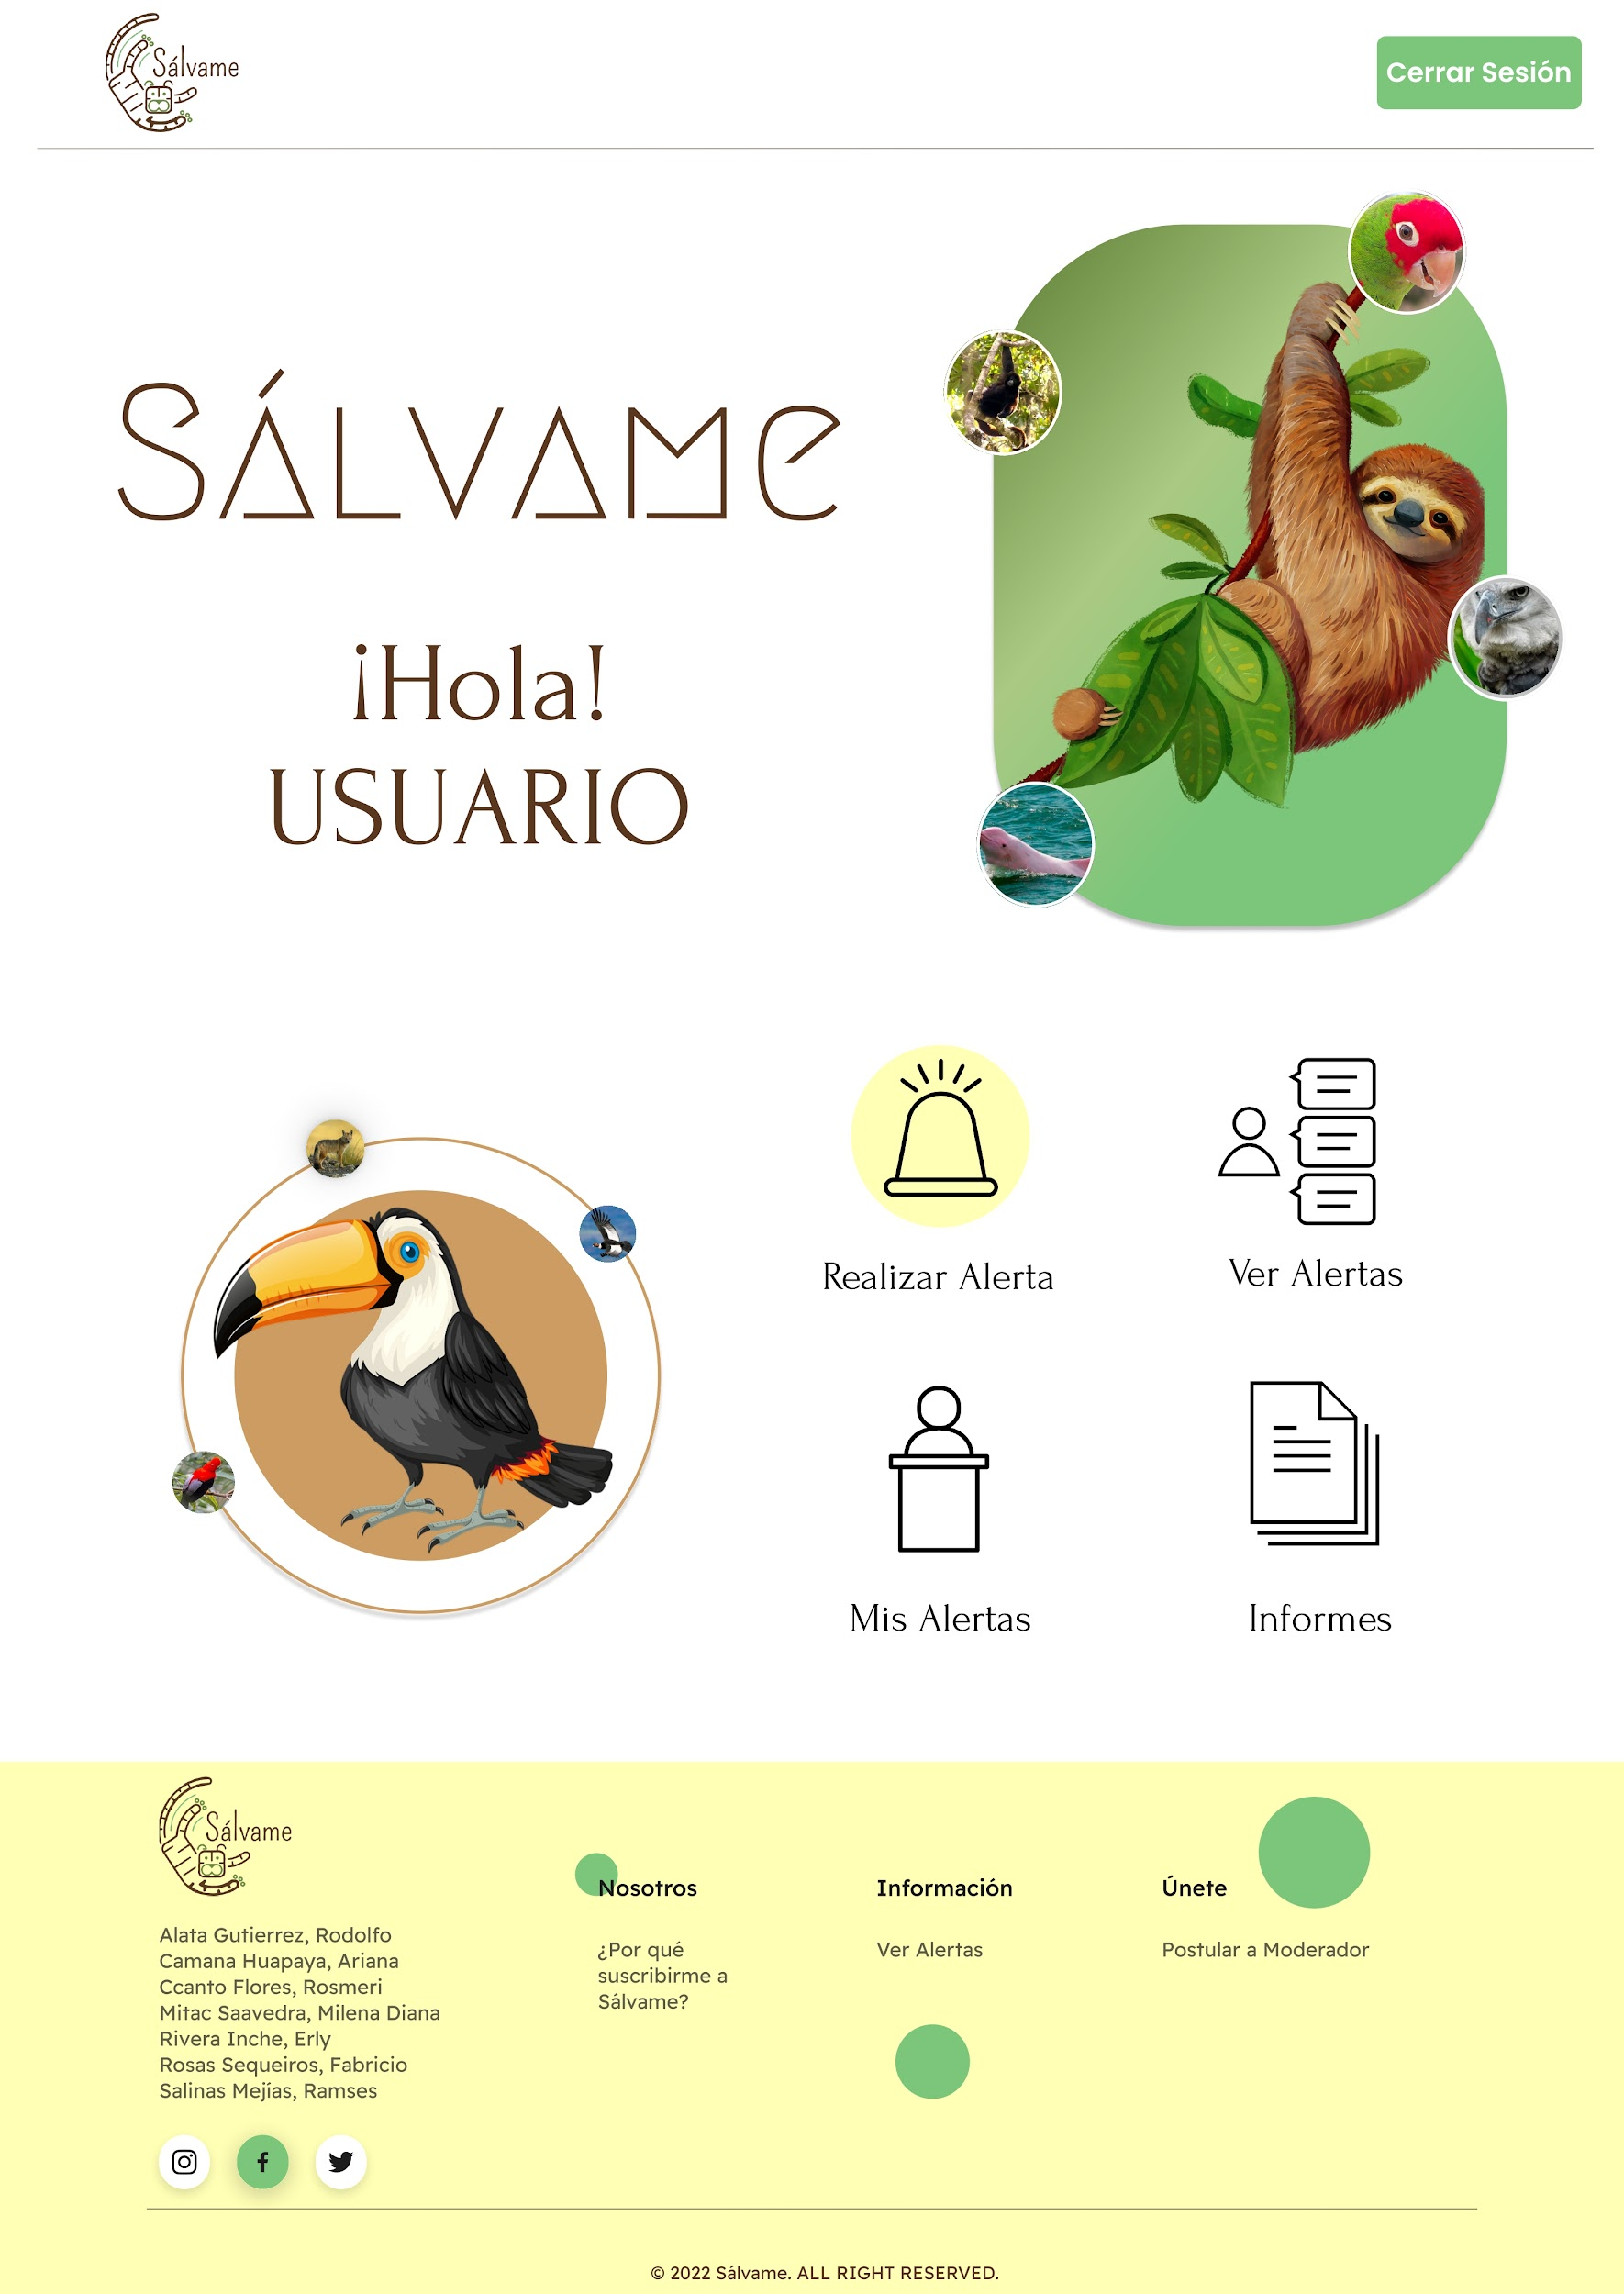 Sálvame
Cerrar Sesión
SÁLVAMe
¡Hola!
USUARIO
Realizar Alerta
Ver Alertas
Mis Alertas
Informes
Sálvame
Alata Gutierrez, Rodolfo
Camana Huapaya, Ariana
Ccanto Flores, Rosmeri
Mitac Saavedra, Milena Diana
Rivera Inche, Erly
Rosas Sequeiros, Fabricio
Salinas Mejías, Ramses
Nosotros
¿Por qué
suscribirme a
Sálvame?
Información
Ver Alertas
Únete
Postular a Moderador
© 2022 Sálvame. ALL RIGHT RESERVED.